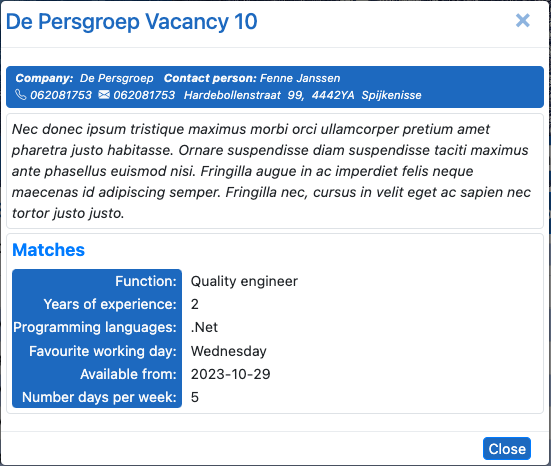 De Persgroep Vacancy 10
Company: De Persgroep Contact person: Fenne Janssen
062081753 062081753 Hardebollenstraat 99, 4442YA Spijkenisse
Nec donec ipsum tristique maximus morbi orci ullamcorper pretium amet
pharetra justo habitasse. Ornare suspendisse diam suspendisse taciti maximus
ante phasellus euismod nisi. Fringilla augue in ac imperdiet felis neque
maecenas id adipiscing semper. Fringilla nec, cursus in velit eget ac sapien nec
tortor justo justo.
Matches
Function: Quality engineer
Years of experience: 2
Programming languages: .Net
Favourite working day: Wednesday
Available from: 2023-10-29
Number days per week: 5
Close